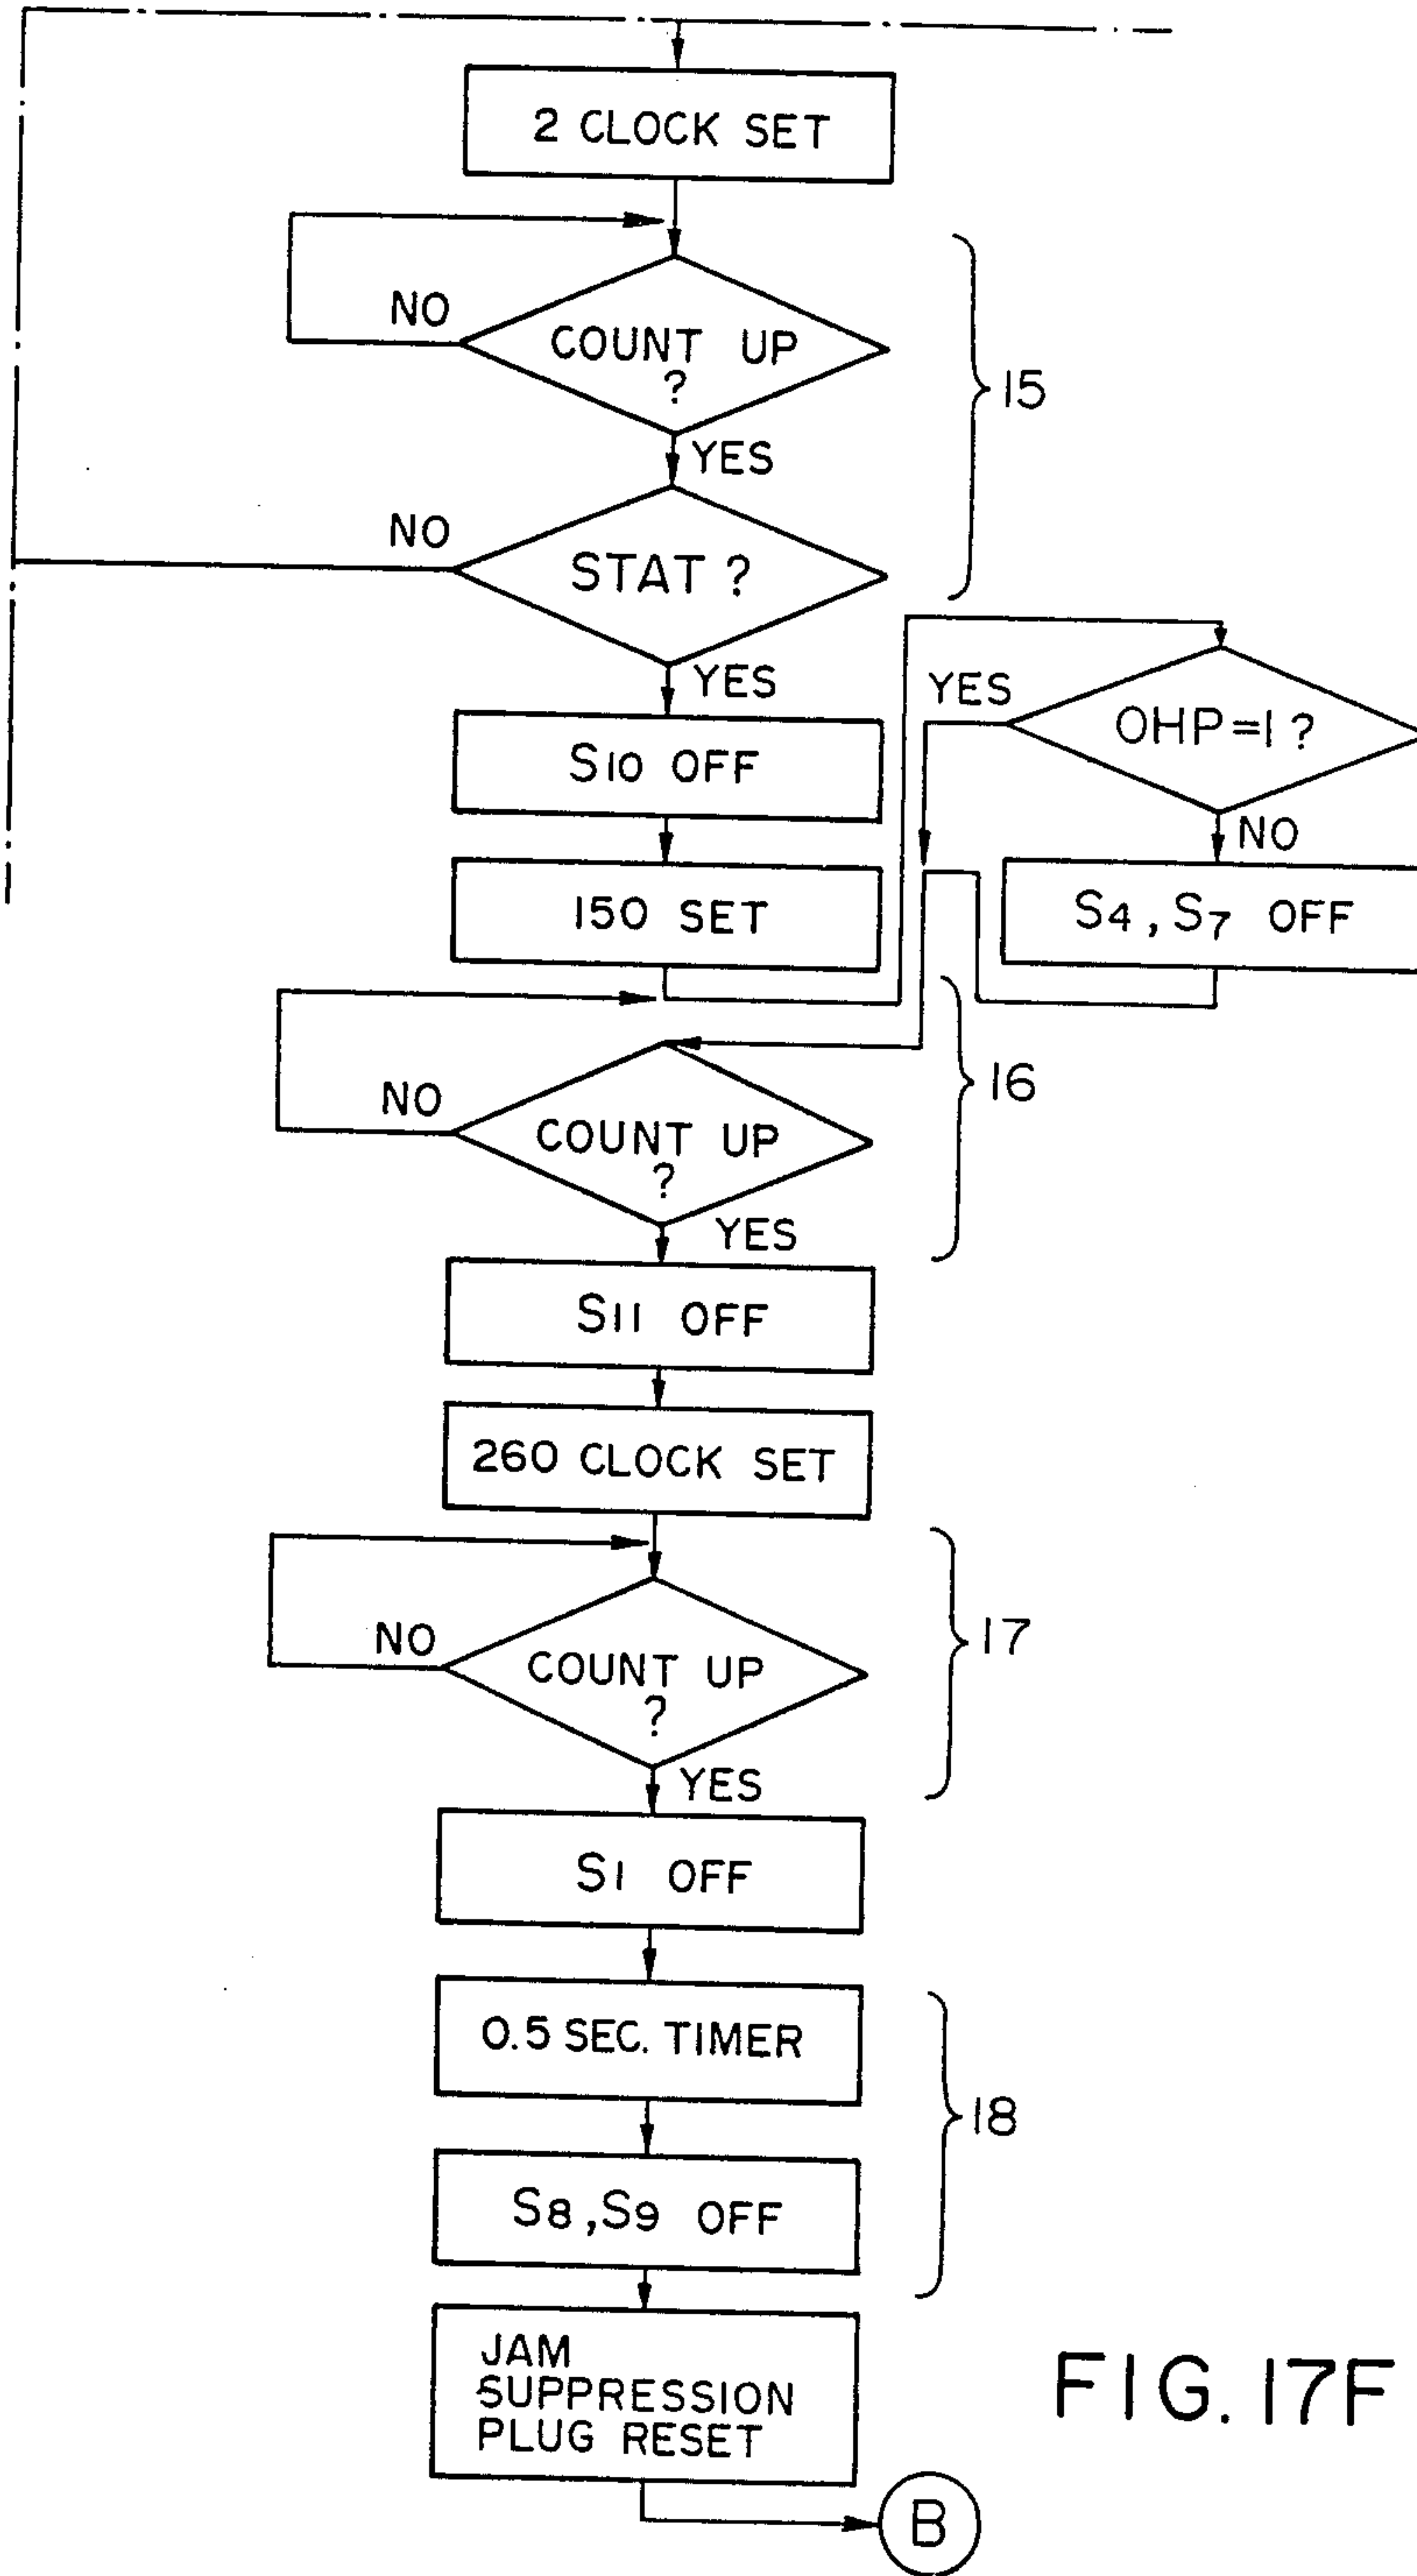 2 CLOCK SET
NO
COUNT UP
?
15
YES
NO
STAT ?
YES
YES
OHP=1 ?
S10 OFF
NO
150 SET
S4, S7 OFF
16
NO
COUNT UP
?
YES
S11 OFF
260 CLOCK SET
17
NO
COUNT UP
?
YES
S1 OFF
0.5 SEC. TIMER
18
S8, S9 OFF
JAM
SUPPRESSION
PLUG RESET
FIG. 17F
B